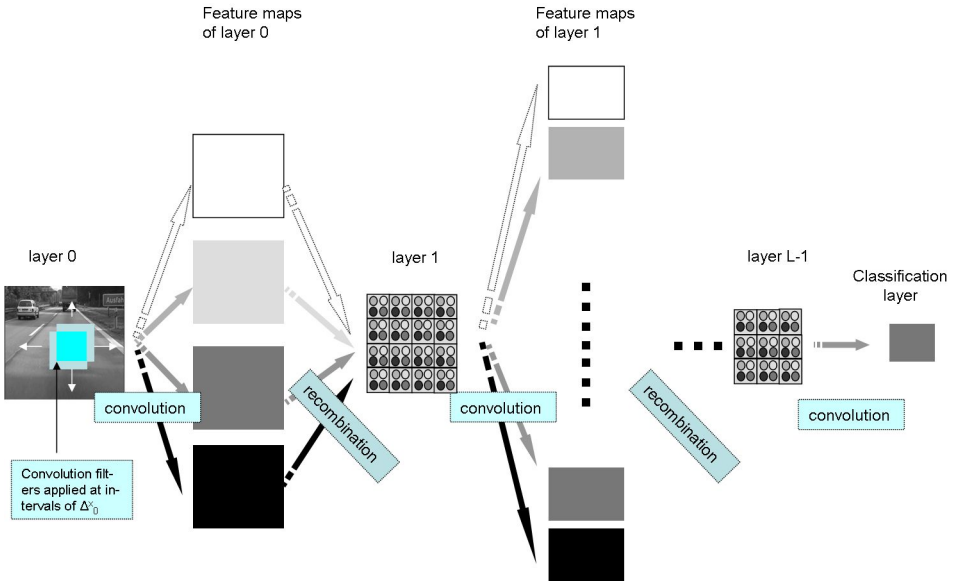 Feature maps
of layer 0
Feature maps
of layer 1
layer 0
layer 1
layer L-1
Classification
layer
convolution
recombination
convolution
recombination
convolution
Convolution filt-
ers applied at in-
tervals of Δˣ₀